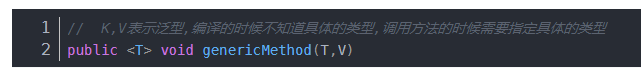 1 // K,V表示泛型,编译的时候不知道具体的类型,调用方法的时候需要指定具体的类型
2 public <T> void genericMethod(T,V)